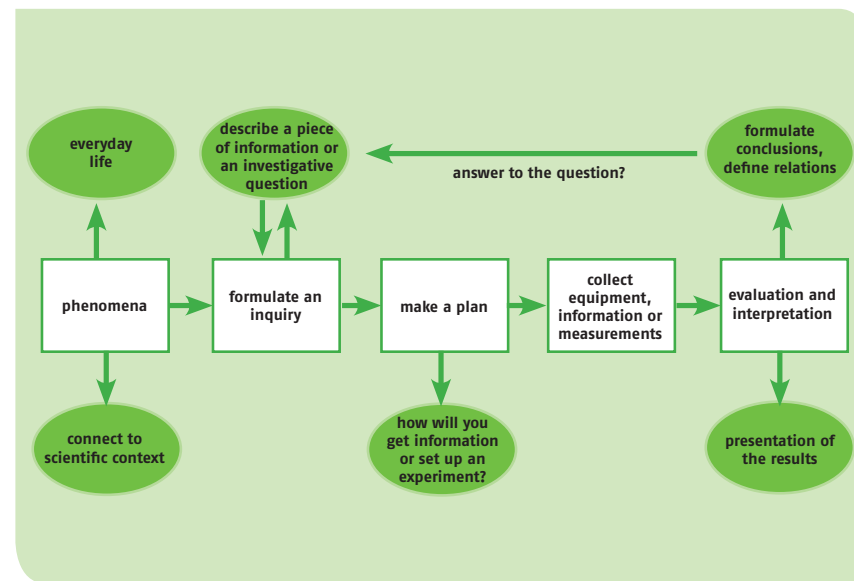 everyday
life
describe a piece
of information or
an investigative
question
answer to the question?
formulate
conclusions,
define relations
phenomena
formulate an
inquiry
make a plan
collect
equipment,
information or
measurements
evaluation and
interpretation
connect to
scientific context
how will you
get information
or set up an
experiment?
presentation of
the results